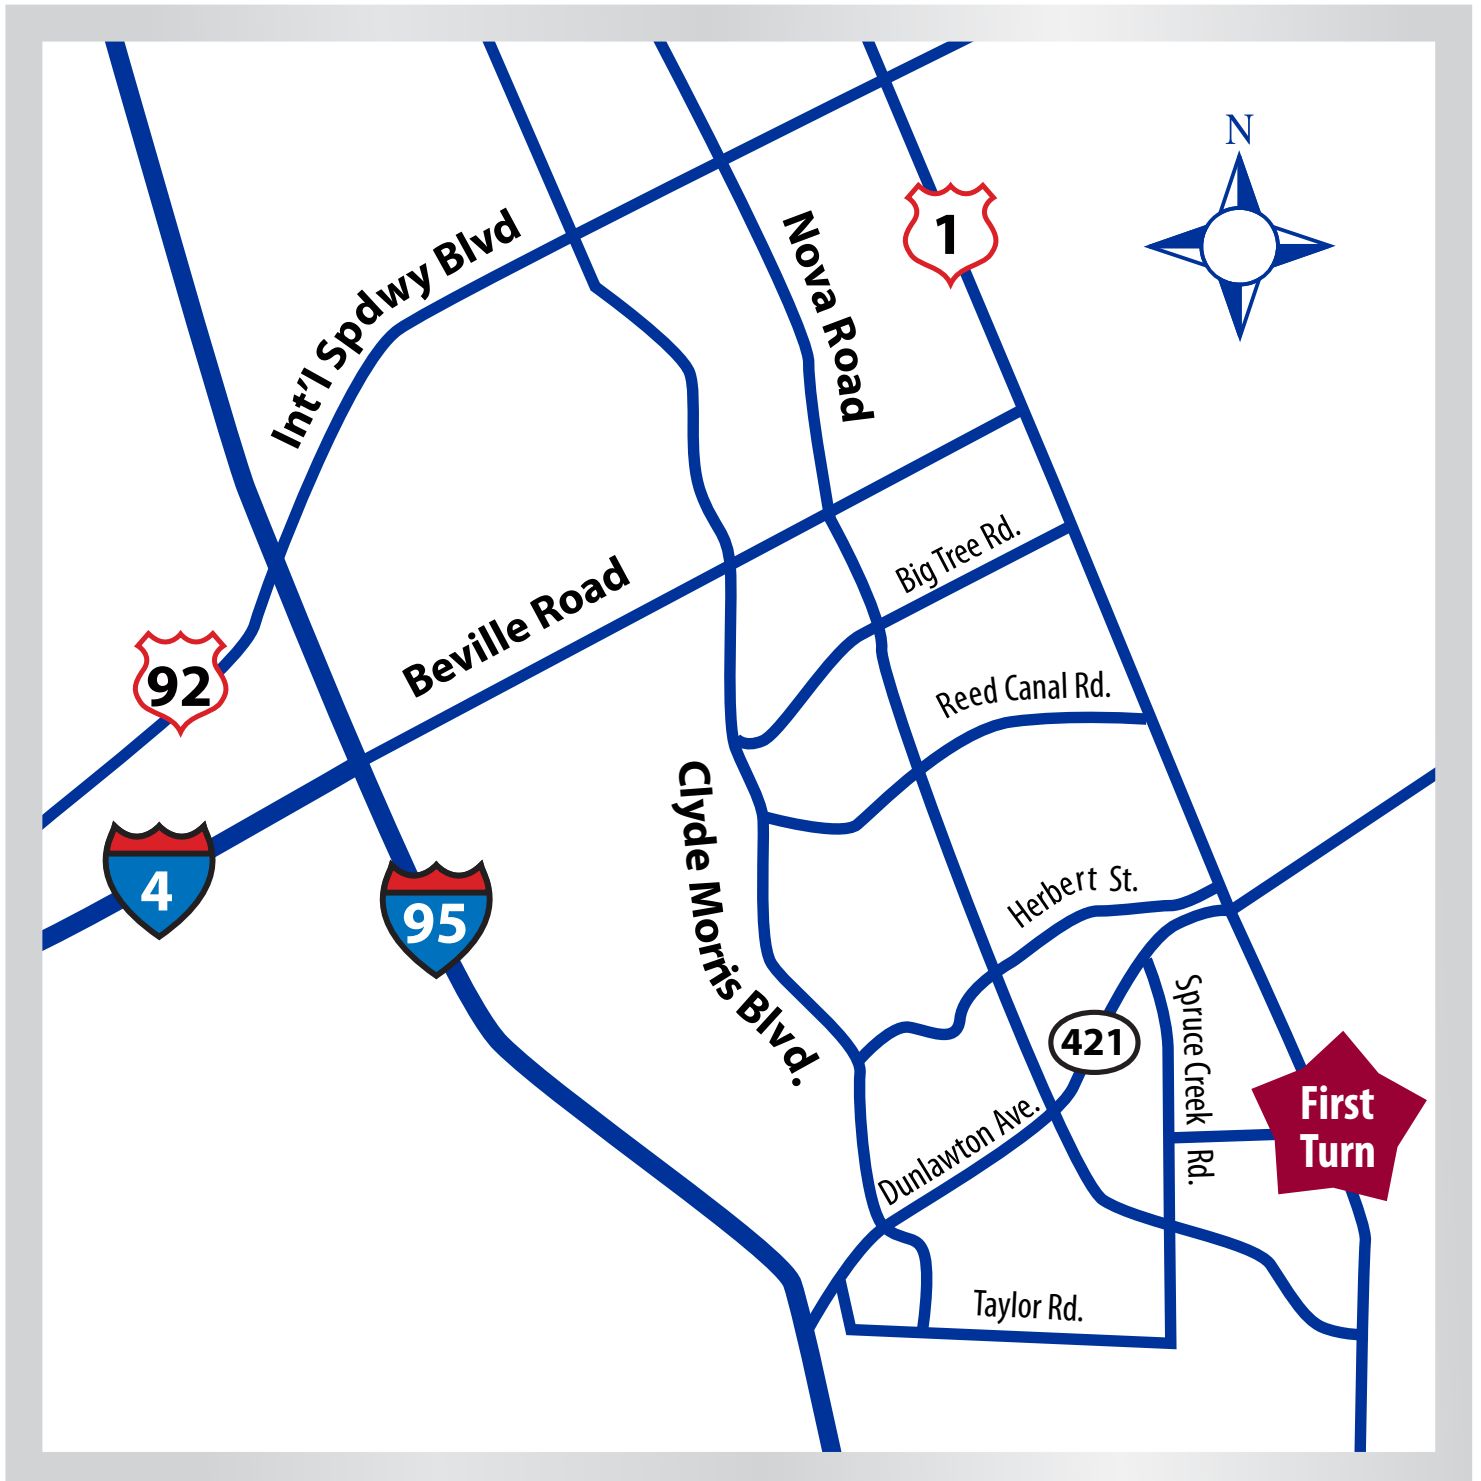 N
1
Nova Road
Int'l Spdwy Blvd
Big Tree Rd.
Beville Road
92
Reed Canal Rd.
Clyde Morris Blvd.
4
95
Herbert St.
421
Spruce Creek Rd.
First
Turn
Dunlawton Ave.
Taylor Rd.